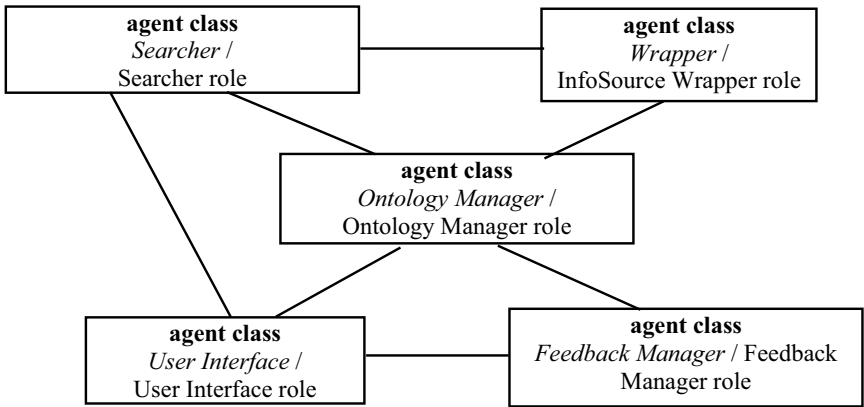 agent class
Searcher /
Searcher role
agent class
Wrapper /
InfoSource Wrapper role
agent class
Ontology Manager /
Ontology Manager role
agent class
User Interface /
User Interface role
agent class
Feedback Manager / Feedback
Manager role